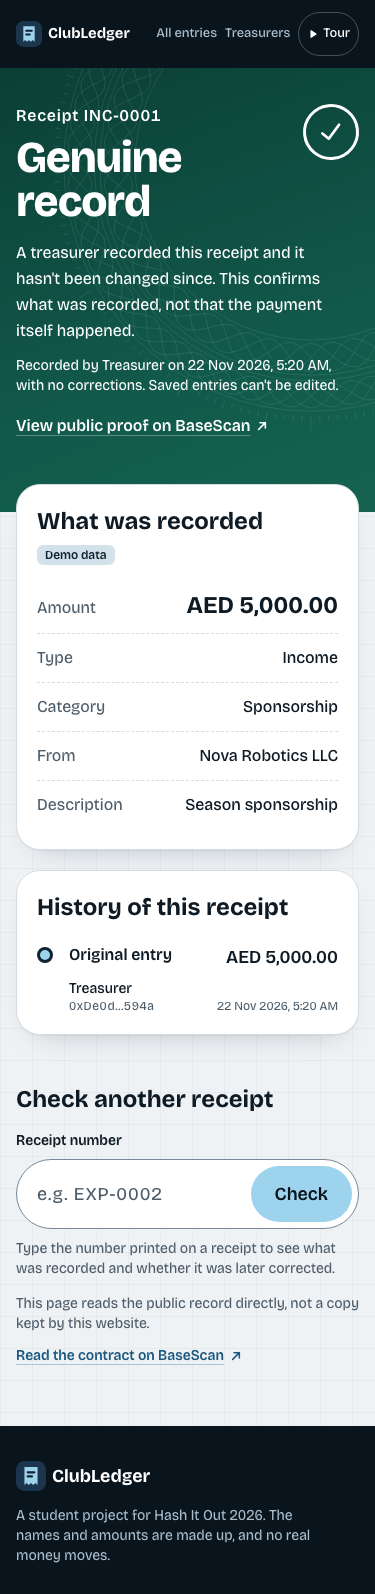 ClubLedger
All entries
Treasurers
Tour
Receipt INC-0001
Genuine
record
A treasurer recorded this receipt and it
hasn't been changed since. This confirms
what was recorded, not that the payment
itself happened.
Recorded by Treasurer on 22 Nov 2026, 5:20 AM,
with no corrections. Saved entries can't be edited.
View public proof on BaseScan ↗
What was recorded
Demo data
Amount AED 5,000.00
Type Income
Category Sponsorship
From Nova Robotics LLC
Description Season sponsorship
History of this receipt
Original entry AED 5,000.00
Treasurer
0xDe0d…594a 22 Nov 2026, 5:20 AM
Check another receipt
Receipt number
e.g. EXP-0002 Check
Type the number printed on a receipt to see what
was recorded and whether it was later corrected.
This page reads the public record directly, not a copy
kept by this website.
Read the contract on BaseScan ↗
ClubLedger
A student project for Hash It Out 2026. The
names and amounts are made up, and no real
money moves.